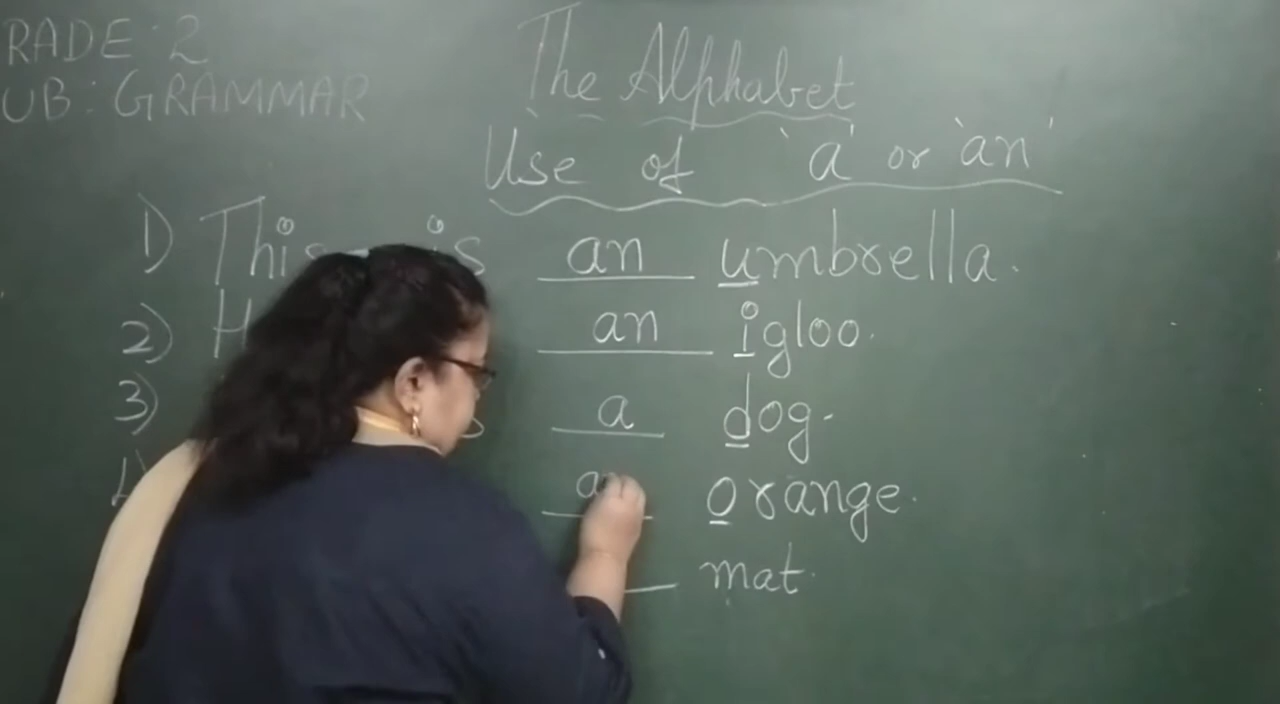 RADE: 2
UB: GRAMMAR
The Alphabet
Use of 'a' or 'an'
1) This is an umbrella.
2) H an igloo.
3) s a dog.
an orange.
mat.